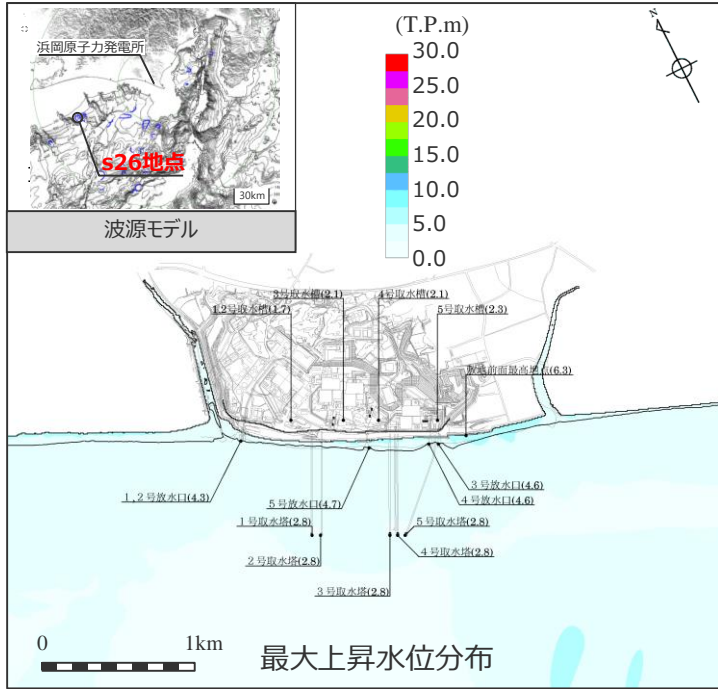 浜岡原子力発電所
s26地点
30km
波源モデル
(T.P.m)
30.0
25.0
20.0
15.0
10.0
5.0
0.0
N
3号取水槽(2.1)
4号取水槽(2.1)
1,2号取水槽(1.7)
5号取水槽(2.3)
敷地前面最高地点(6.3)
3号放水口(4.6)
1,2号放水口(4.3)
5号放水口(4.7)
4号放水口(4.6)
1号取水塔(2.8)
5号取水塔(2.8)
2号取水塔(2.8)
4号取水塔(2.8)
3号取水塔(2.8)
0
1km
最大上昇水位分布